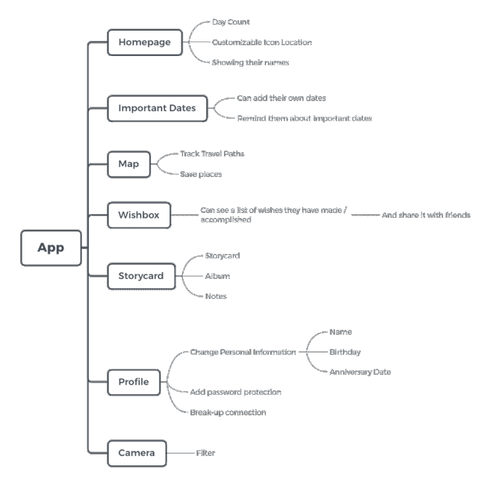 App
Homepage
Day Count
Customizable Icon Location
Showing their names
Important Dates
Can add their own dates
Remind them about important dates
Map
Track Travel Paths
Save places
Wishbox
Can see a list of wishes they have made /
accomplished
And share it with friends
Storycard
Storycard
Album
Notes
Profile
Change Personal Information
Name
Birthday
Anniversary Date
Add password protection
Break-up connection
Camera
Filter